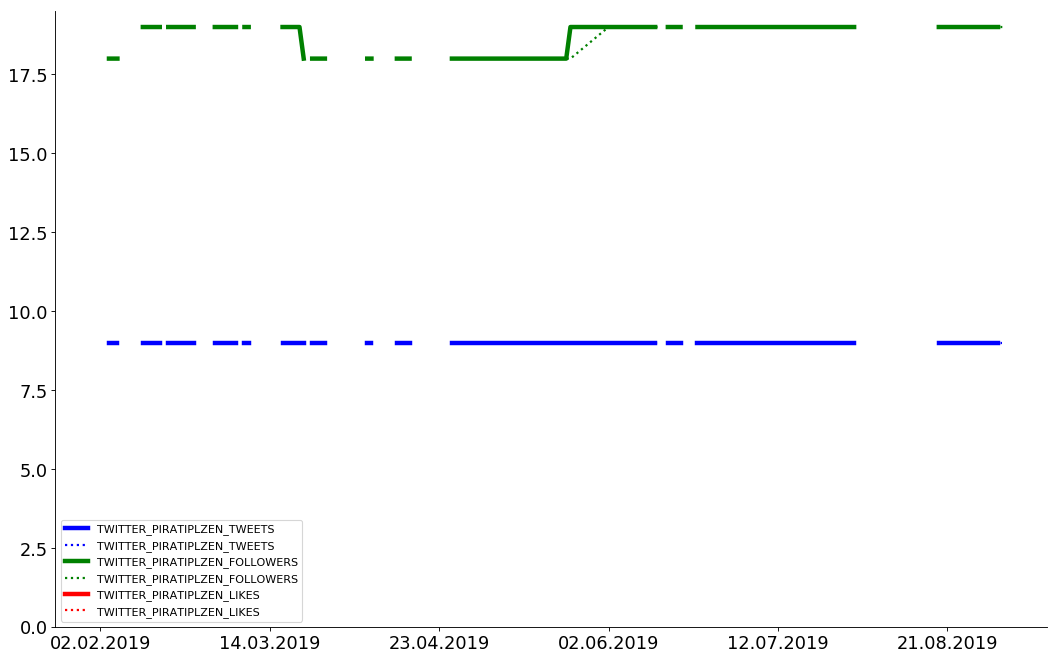 17.5
15.0
12.5
10.0
7.5
5.0
2.5
0.0
TWITTER_PIRATIPLZEN_TWEETS
TWITTER_PIRATIPLZEN_TWEETS
TWITTER_PIRATIPLZEN_FOLLOWERS
TWITTER_PIRATIPLZEN_FOLLOWERS
TWITTER_PIRATIPLZEN_LIKES
TWITTER_PIRATIPLZEN_LIKES
02.02.2019 14.03.2019 23.04.2019 02.06.2019 12.07.2019 21.08.2019